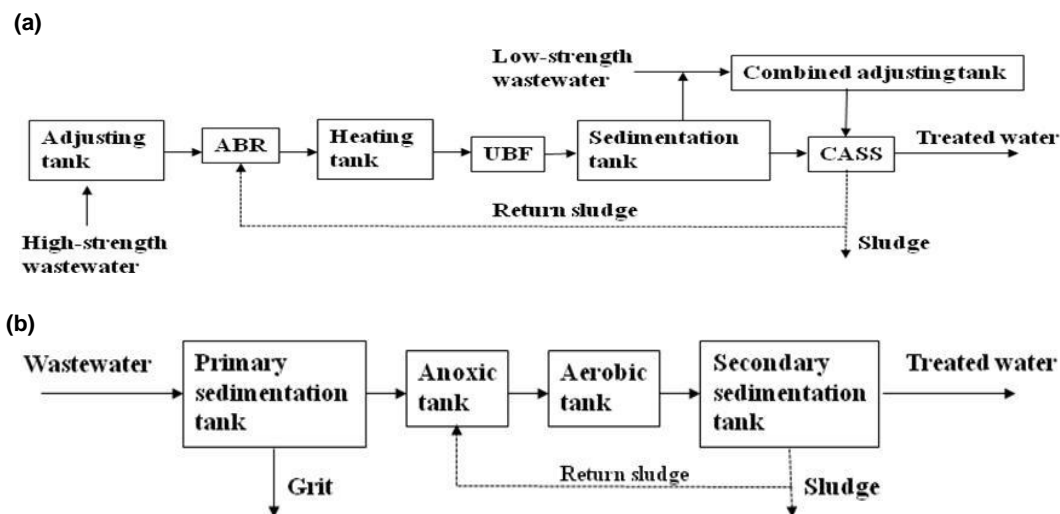 (a)
Low-strength
wastewater
Combined adjusting tank
Adjusting
tank
ABR
Heating
tank
UBF
Sedimentation
tank
CASS
Treated water
Return sludge
High-strength
wastewater
Sludge
(b)
Wastewater
Primary
sedimentation
tank
Anoxic
tank
Aerobic
tank
Secondary
sedimentation
tank
Treated water
Return sludge
Grit
Sludge